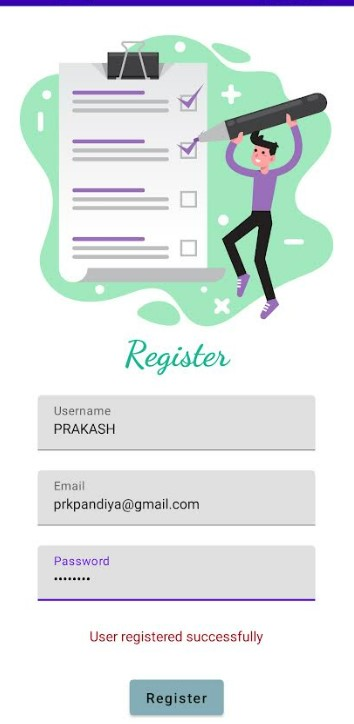 Register
Username
PRAKASH
Email
prkpandiya@gmail.com
Password
••••••••
User registered successfully
Register